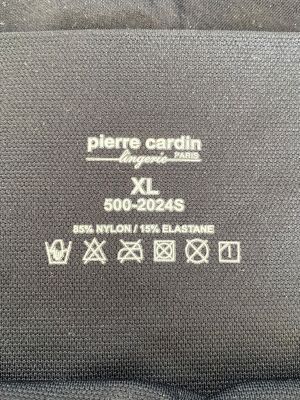 pierre cardin
lingerie PARIS
XL
500-2024S
85% NYLON / 15% ELASTANE